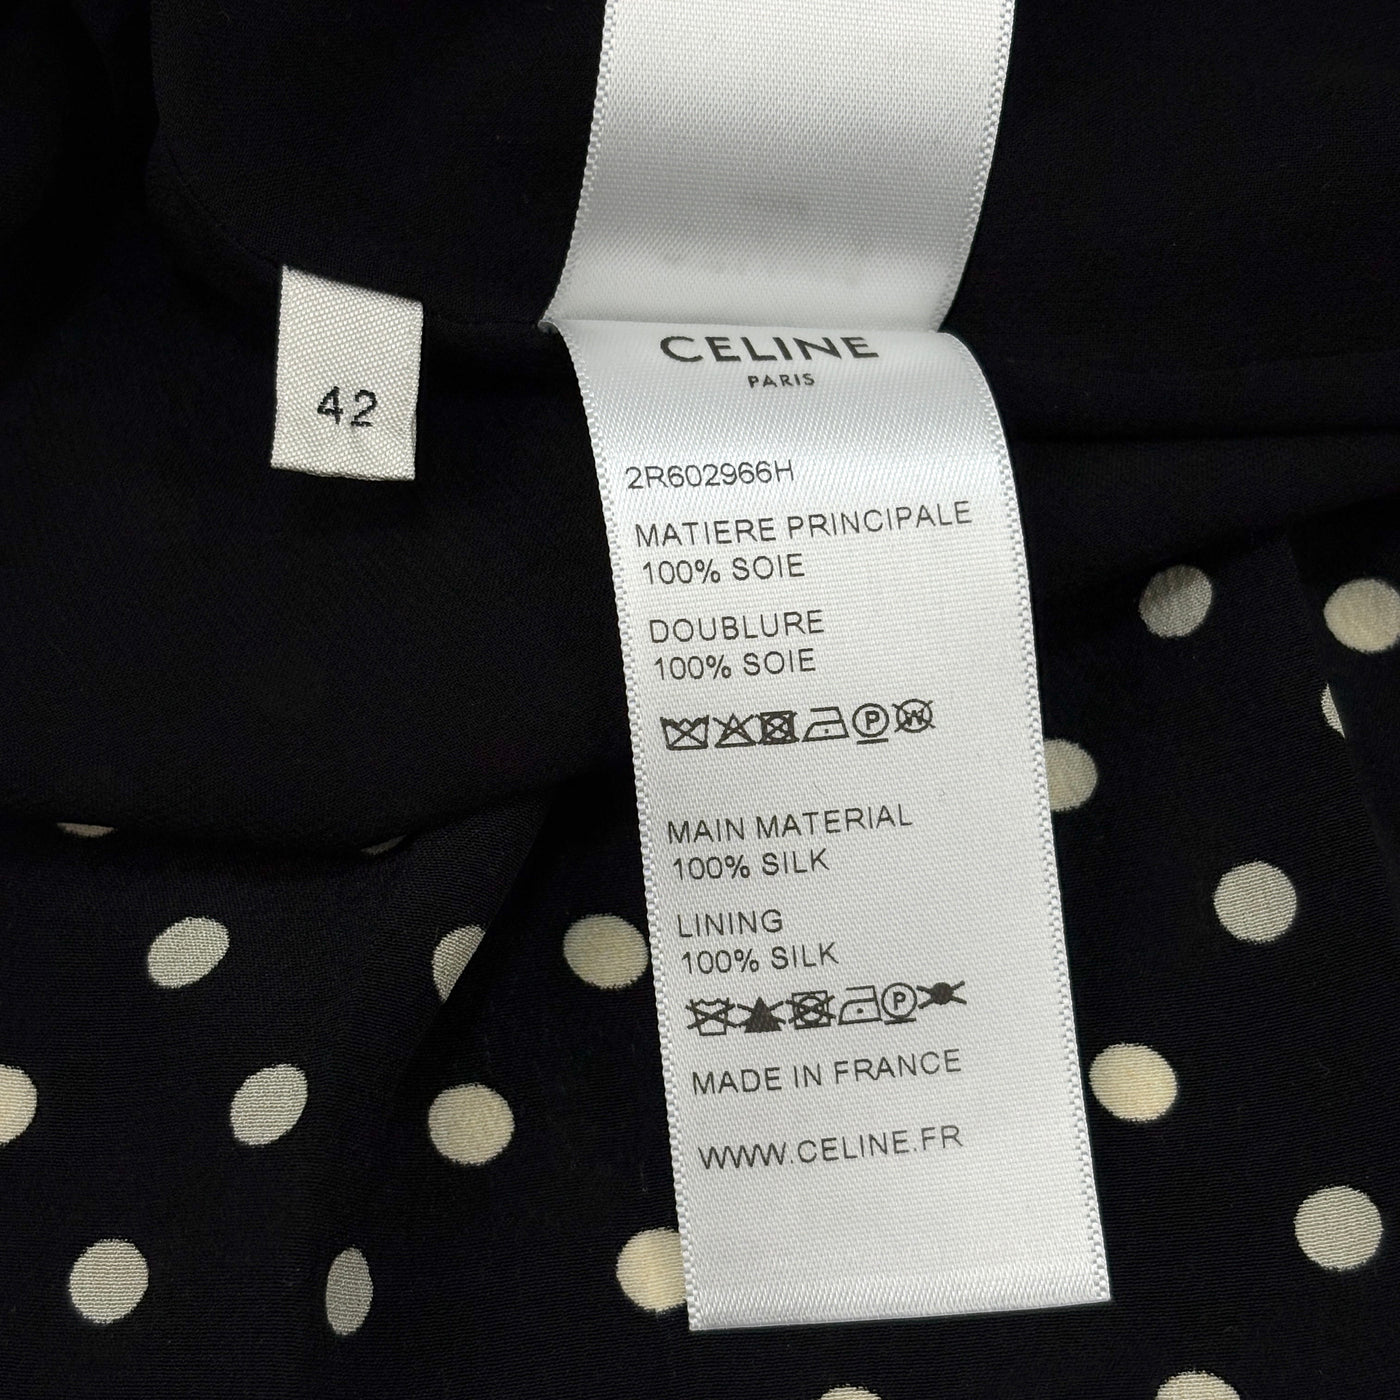 42
CELINE
PARIS
2R602966H
MATIERE PRINCIPALE
100% SOIE
DOUBLURE
100% SOIE
P W
MAIN MATERIAL
100% SILK
LINING
100% SILK
P
MADE IN FRANCE
WWW.CELINE.FR